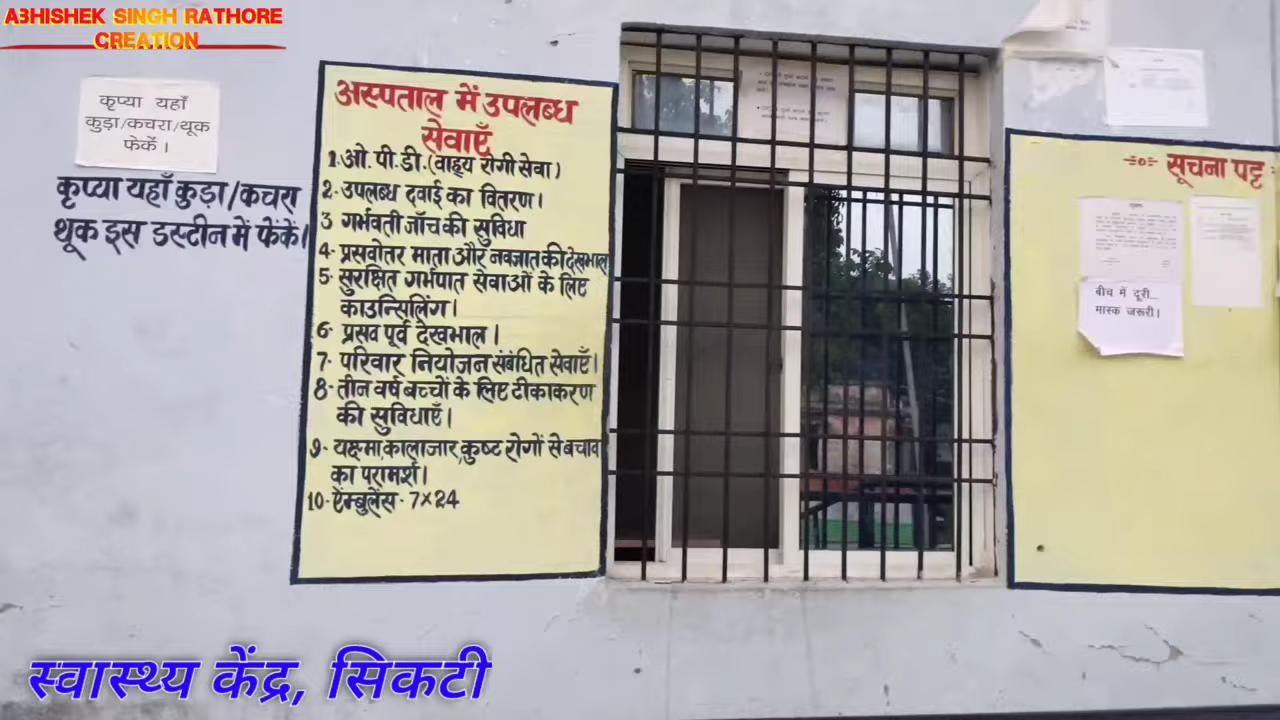 ABHISHEK SINGH RATHORE
CREATION
कृप्या यहाँ
कुड़ा/कचरा/थूक
फेकें ।
कृप्या यहाँ कुड़ा/कचरा
थूक इस डस्टीन में फेंकें।
अस्पताल में उपलब्ध
सेवाएँ
1.ओ.पी.डी.(वाह्य रोगी सेवा)
2- उपलब्ध दवाई का वितरण।
3 गर्भवती जाँच की सुविधा
4- प्रसवोतर माता और नवजात की देखभाल
5- सुरक्षित गर्भपात सेवाओं के लिए
काउन्सिलिंग।
6- प्रसव पूर्व देखभाल।
7- परिवार नियोजन संबंधित सेवाएँ।
8- तीन वर्ष बच्चों के लिए टीकाकरण
की सुविधाएँ।
9- यक्ष्मा,कालाजार,कुष्ट रोगों से बचाव
का परामर्श।
10- ऐम्बुलेंस - 7×24
सूचना पट्ट
बीच में दूरी...
मास्क जरूरी।
स्वास्थ्य केंद्र, सिकटी